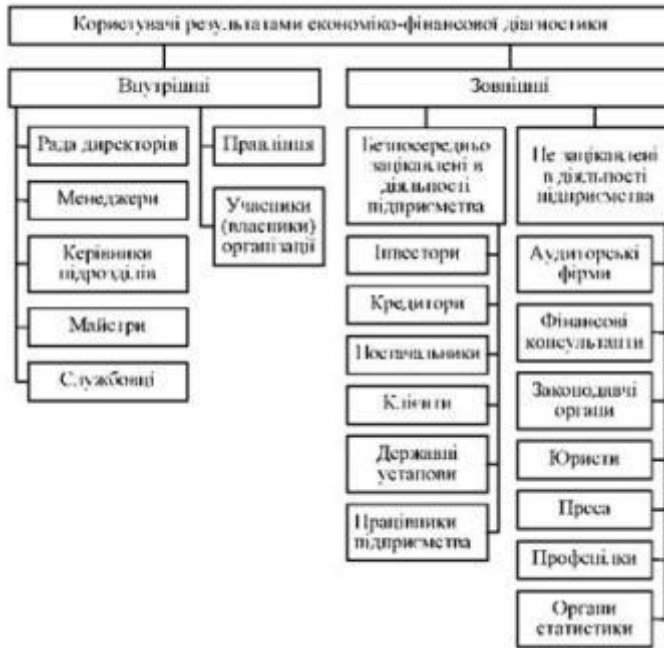 Користувачі результатами економіко-фінансової діагностики
Внутрішні
Рада директорів
Менеджери
Керівники
підрозділів
Майстри
Службовці
Правління
Учасники
(власники)
організації
Зовнішні
Безпосередньо
зацікавлені в
діяльності
підприємства
Інвестори
Кредитори
Постачальники
Клієнти
Державні
установи
Працівники
підприємства
Не зацікавлені
в діяльності
підприємства
Аудиторські
фірми
Фінансові
консультанти
Законодавчі
органи
Юристи
Преса
Профспілки
Органи
статистики